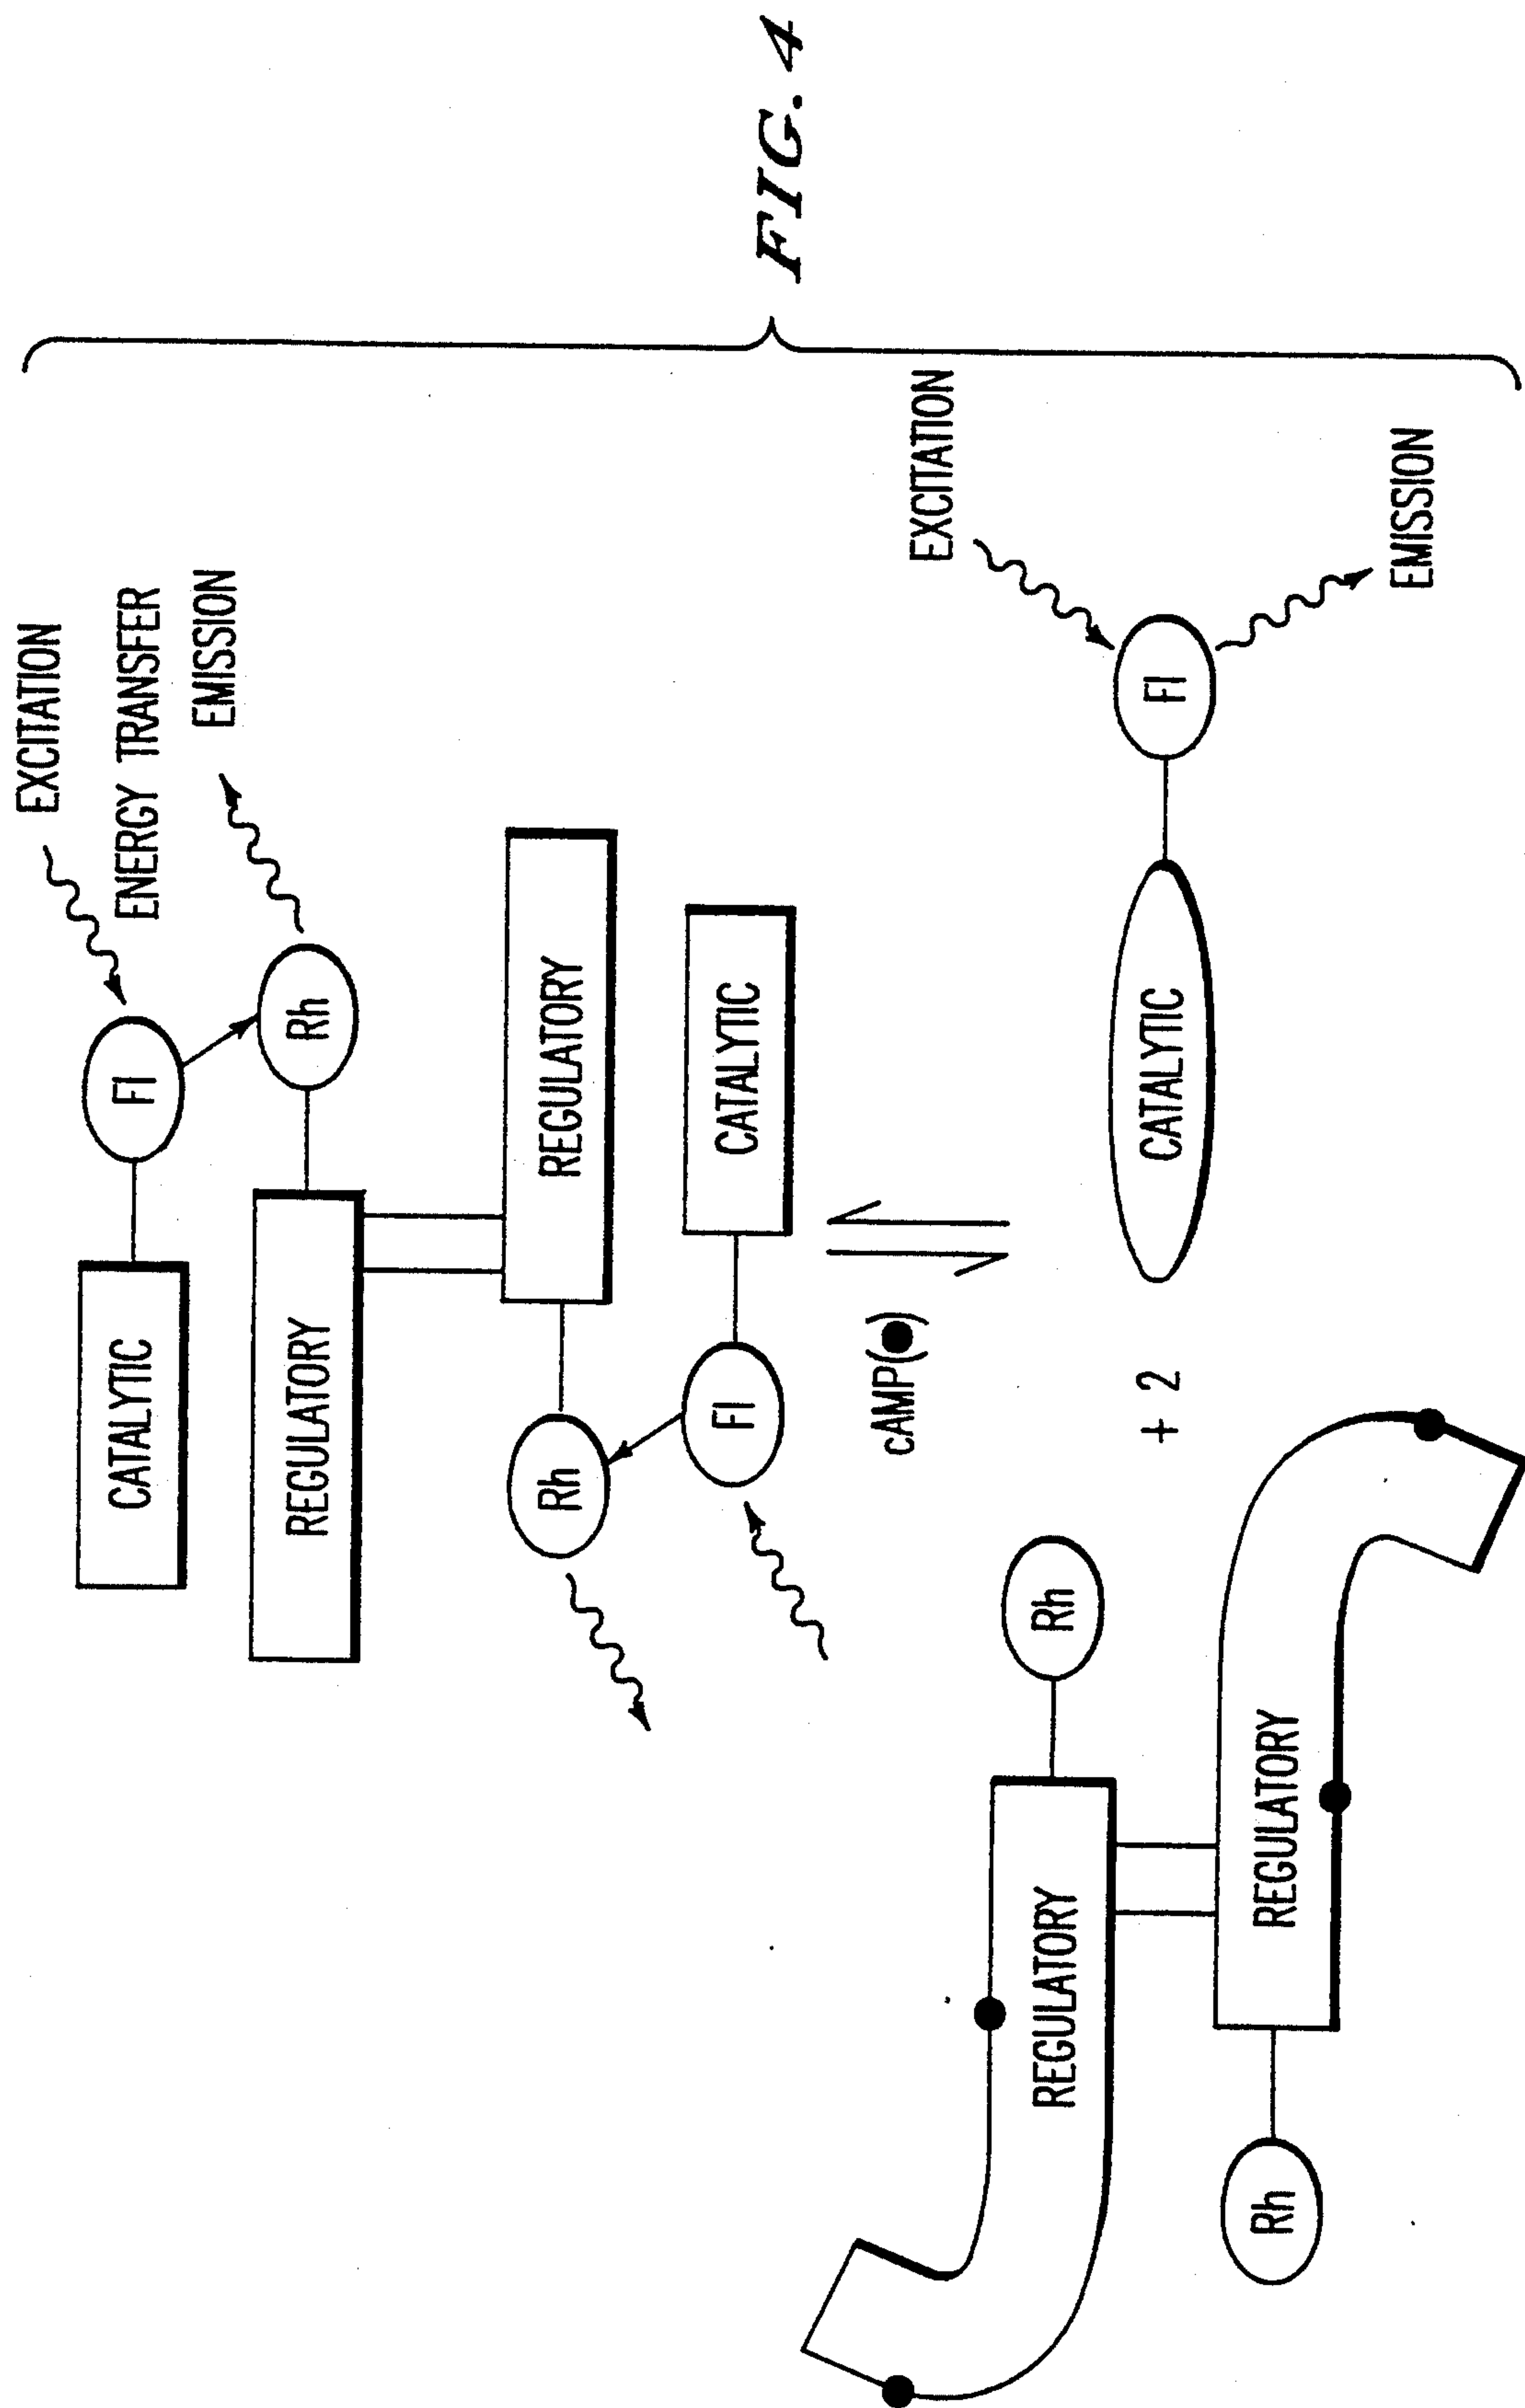 EXCITATION
ENERGY TRANSFER
EMISSION
CATALYTIC
Fl
REGULATORY
Rh
Rh
REGULATORY
Fl
CATALYTIC
cAMP(●)
EXCITATION
REGULATORY
Rh
+ 2
CATALYTIC
Fl
Rh
REGULATORY
EMISSION
FIG. 4